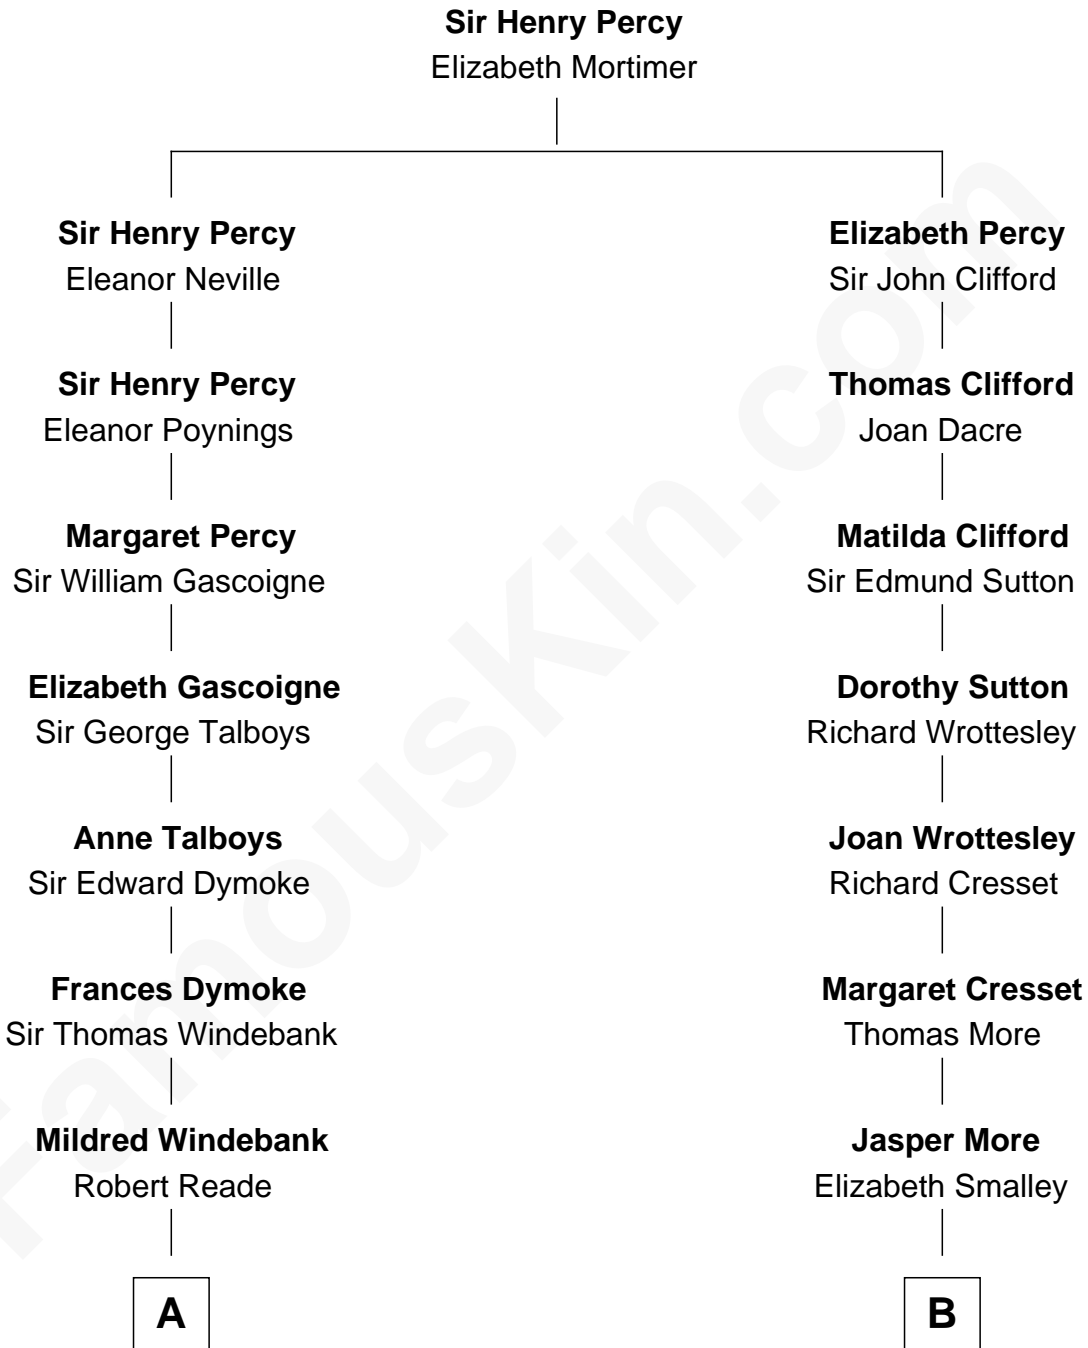 Sir Henry Percy
Elizabeth Mortimer
Sir Henry Percy
Eleanor Neville
Sir Henry Percy
Eleanor Poynings
Margaret Percy
Sir William Gascoigne
Elizabeth Gascoigne
Sir George Talboys
Anne Talboys
Sir Edward Dymoke
Frances Dymoke
Sir Thomas Windebank
Mildred Windebank
Robert Reade
A
Elizabeth Percy
Sir John Clifford
Thomas Clifford
Joan Dacre
Matilda Clifford
Sir Edmund Sutton
Dorothy Sutton
Richard Wrottesley
Joan Wrottesley
Richard Cresset
Margaret Cresset
Thomas More
Jasper More
Elizabeth Smalley
B
FamousKin.com